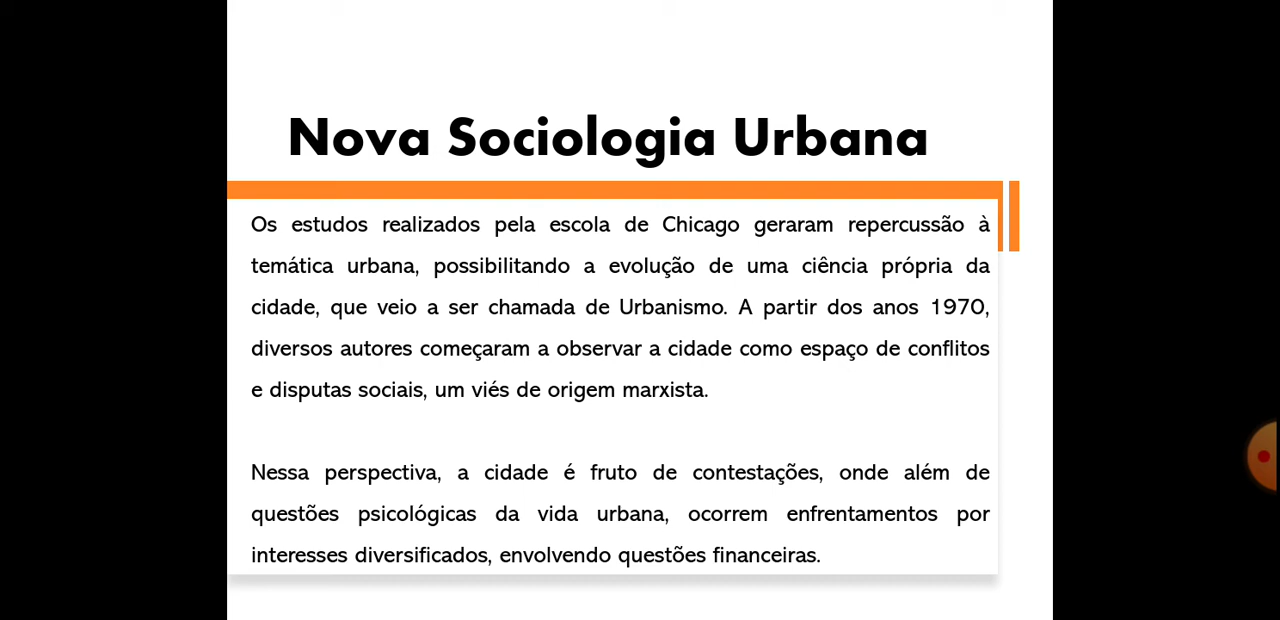 Nova Sociologia Urbana
Os estudos realizados pela escola de Chicago geraram repercussão à
temática urbana, possibilitando a evolução de uma ciência própria da
cidade, que veio a ser chamada de Urbanismo. A partir dos anos 1970,
diversos autores começaram a observar a cidade como espaço de conflitos
e disputas sociais, um viés de origem marxista.
Nessa perspectiva, a cidade é fruto de contestações, onde além de
questões psicológicas da vida urbana, ocorrem enfrentamentos por
interesses diversificados, envolvendo questões financeiras.